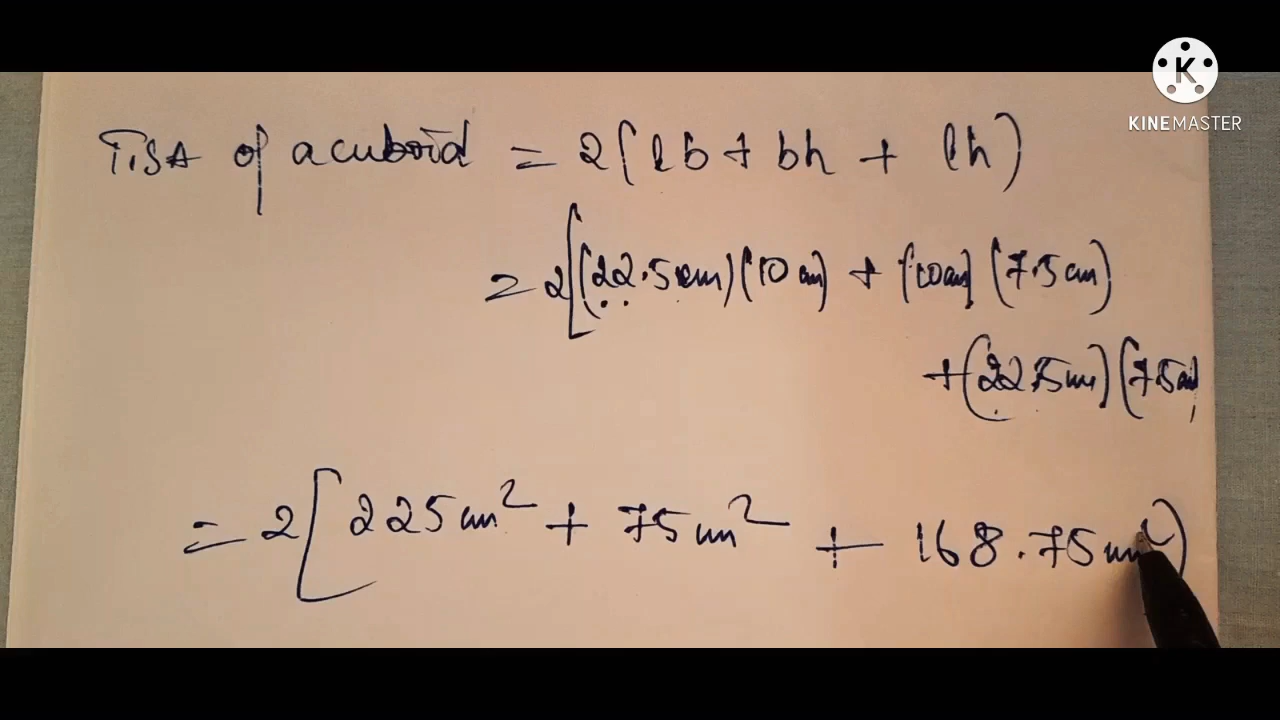 K
KINEMASTER
T.S.A of a cuboid = 2(lb + bh + lh)
= 2[(22.5cm)(10cm) + (10cm)(7.5cm)
+(22.5cm)(7.5cm)
= 2[225cm² + 75cm² + 168.75cm²)